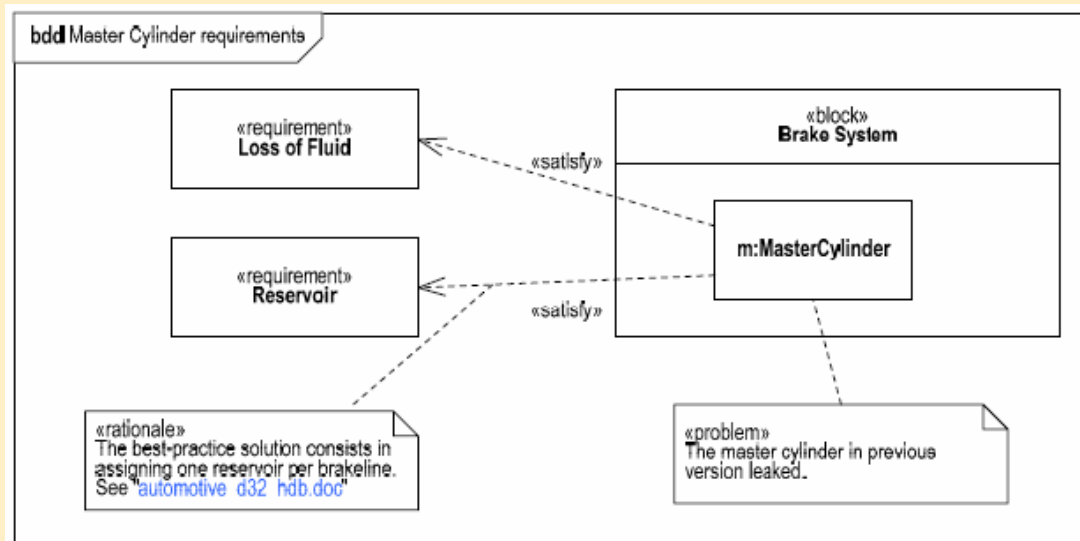 bdd Master Cylinder requirements
«requirement»
Loss of Fluid
«block»
Brake System
«satisfy»
m:MasterCylinder
«requirement»
Reservoir
«satisfy»
«rationale»
The best-practice solution consists in
assigning one reservoir per brakeline.
See "automotive_d32_hdb.doc"
«problem»
The master cylinder in previous
version leaked.